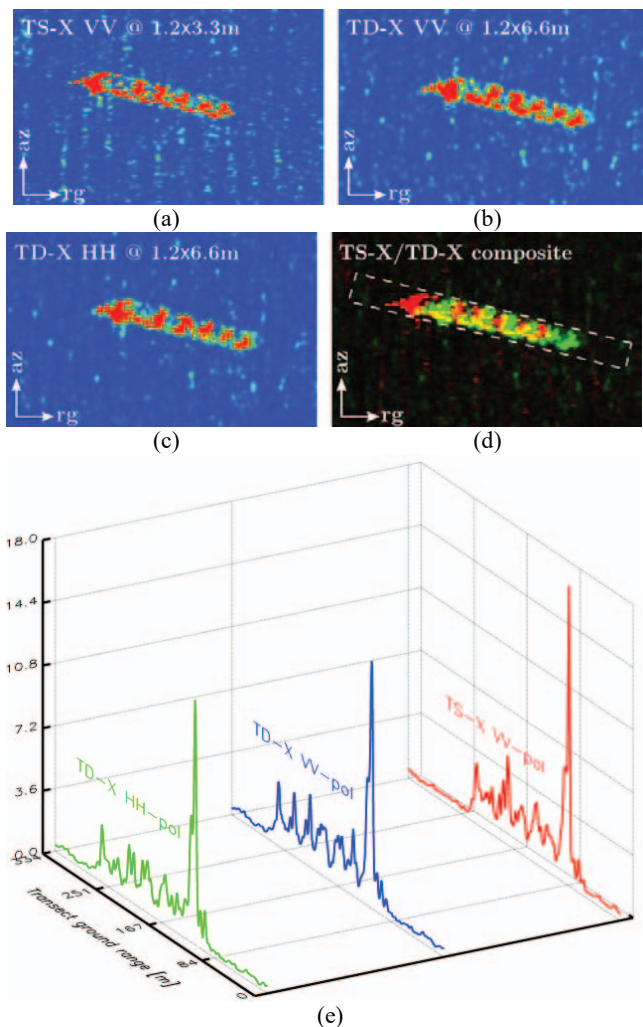 TS-X VV @ 1.2x3.3m
az
rg
(a)
TD-X VV @ 1.2x6.6m
az
rg
(b)
TD-X HH @ 1.2x6.6m
az
rg
(c)
TS-X/TD-X composite
az
rg
(d)
18.0
14.4
10.8
7.2
3.6
0.0
TD-X HH-pol
TD-X VV-pol
TS-X VV-pol
84
0
Transect ground range [m]
(e)